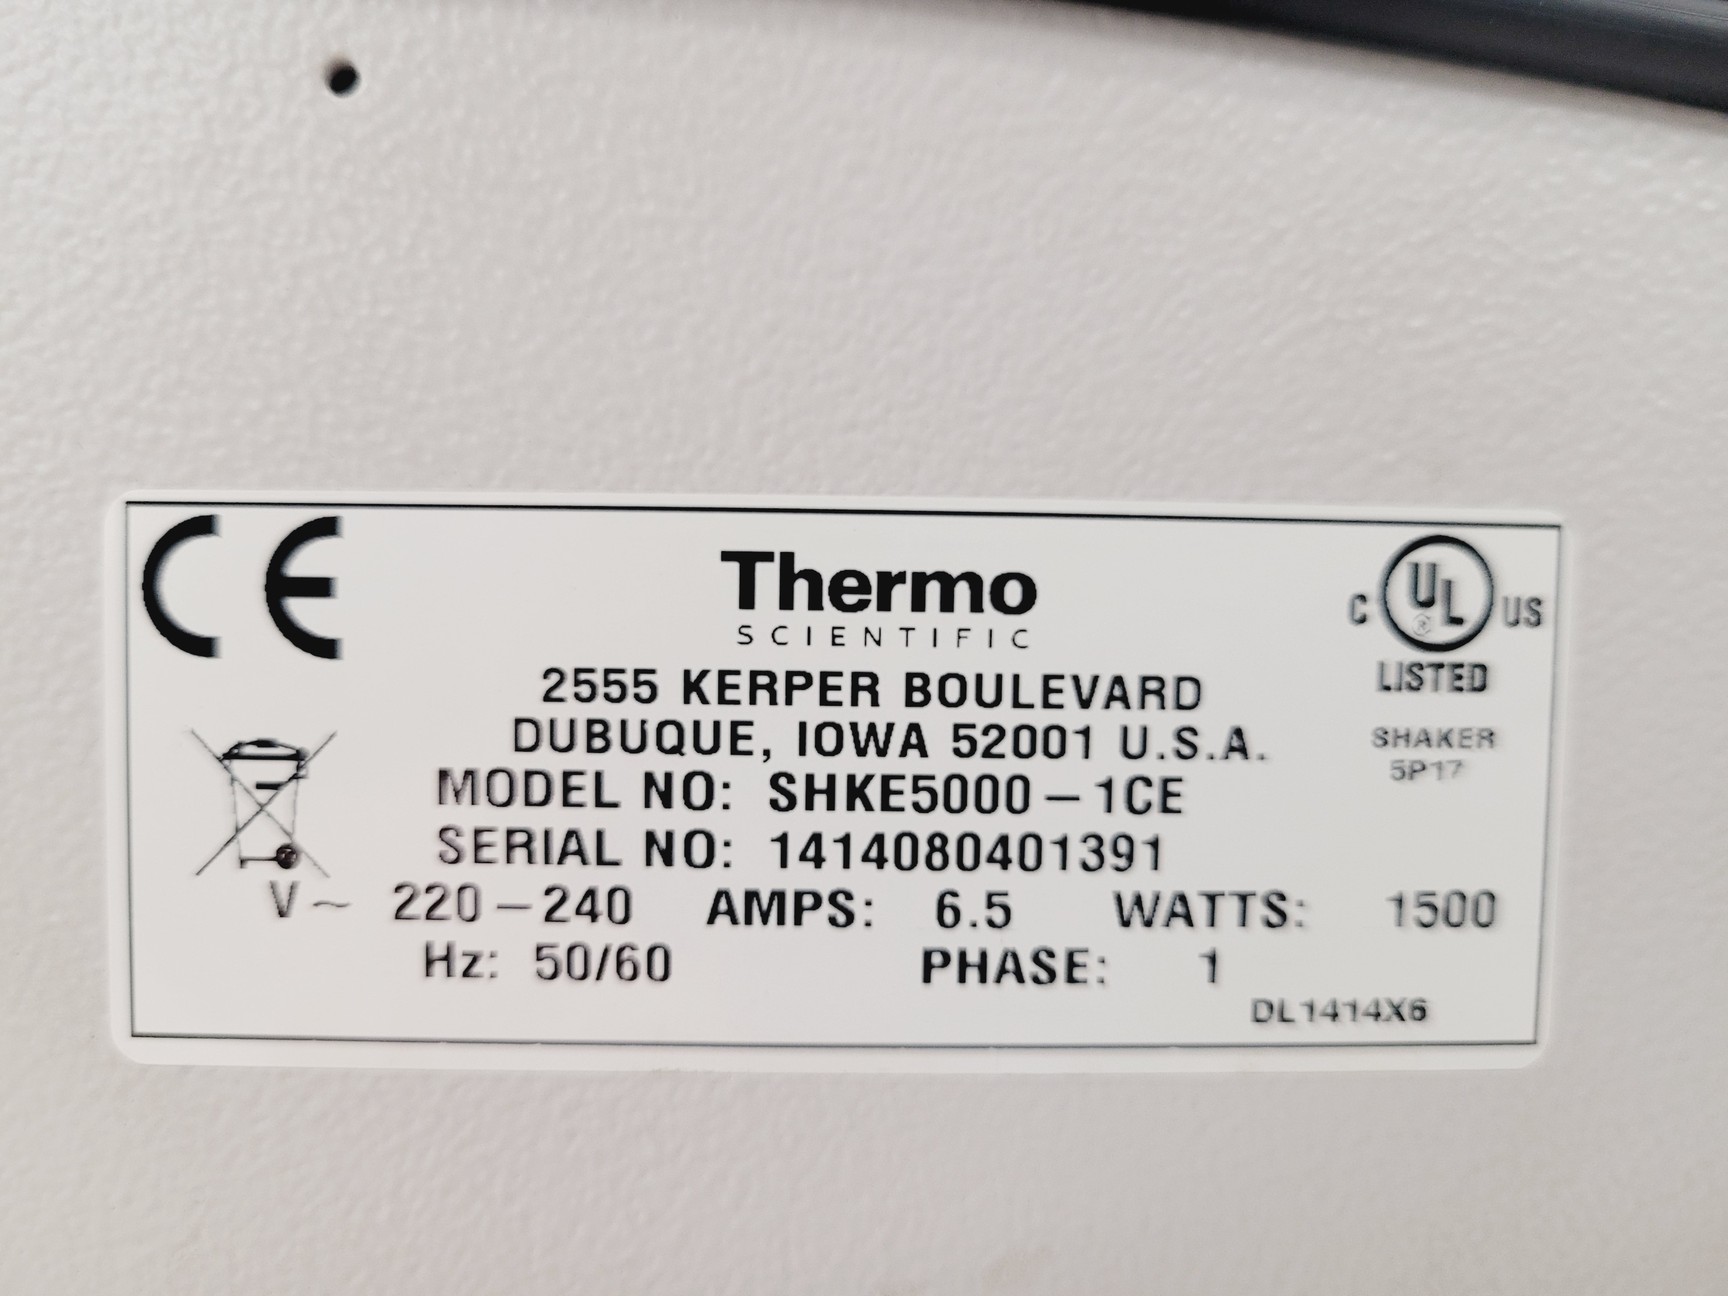 CE
Thermo
SCIENTIFIC
C UL US
®
LISTED
2555 KERPER BOULEVARD
DUBUQUE, IOWA 52001 U.S.A.
SHAKER
5P17
MODEL NO: SHKE5000-1CE
SERIAL NO: 1414080401391
V~ 220-240 AMPS: 6.5 WATTS: 1500
Hz: 50/60 PHASE: 1
DL1414X6